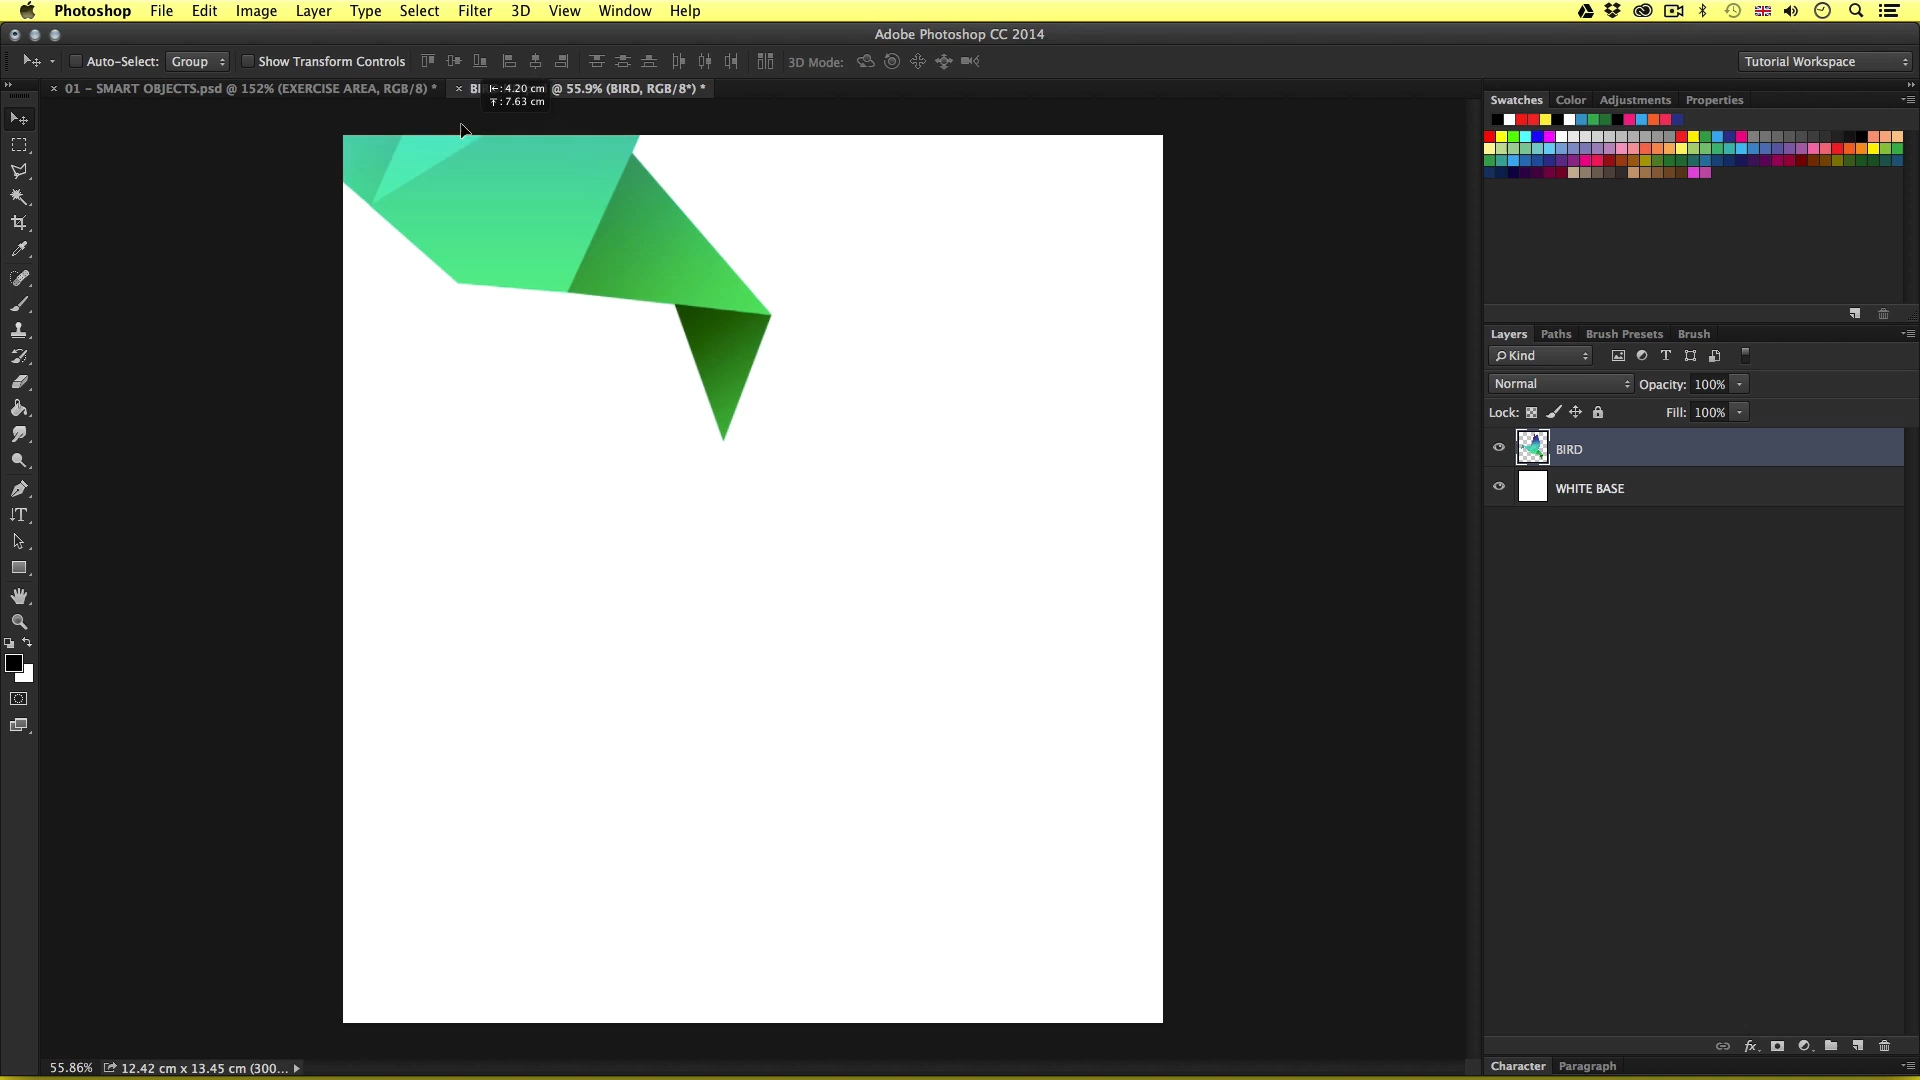 Photoshop File Edit Image Layer Type Select Filter 3D View Window Help
Adobe Photoshop CC 2014
Auto-Select: Group Show Transform Controls 3D Mode: Tutorial Workspace
01 – SMART OBJECTS.psd @ 152% (EXERCISE AREA, RGB/8) * @ 55.9% (BIRD, RGB/8*) *
: 4.20 cm
: 7.63 cm
Swatches Color Adjustments Properties
Layers Paths Brush Presets Brush
Kind
Normal Opacity: 100%
Lock: Fill: 100%
BIRD
WHITE BASE
55.86% 12.42 cm x 13.45 cm (300...
Character Paragraph